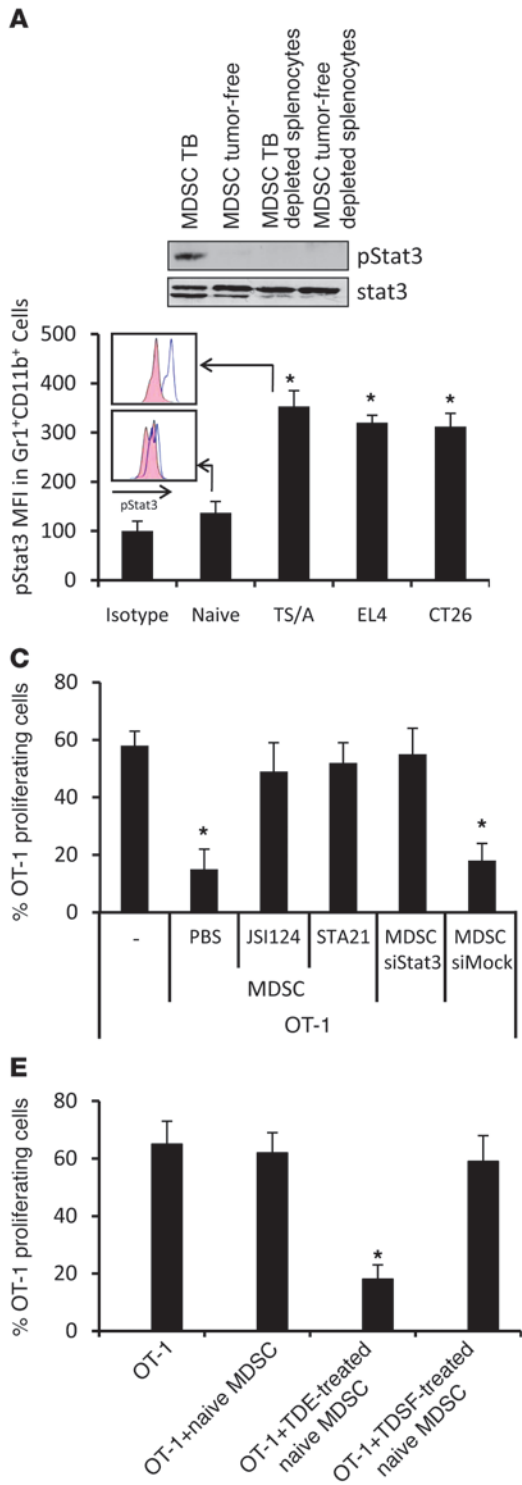 A
MDSC TB
MDSC tumor-free
MDSC TB
depleted splenocytes
MDSC tumor-free
depleted splenocytes
pStat3
stat3
pStat3 MFI in Gr1⁺CD11b⁺ Cells
500
400
300
200
100
0
pStat3
*
*
*
Isotype
Naive
TS/A
EL4
CT26
C
% OT-1 proliferating cells
80
60
40
20
0
*
*
-
PBS
JSI124
STA21
MDSC
siStat3
MDSC
siMock
MDSC
OT-1
E
% OT-1 proliferating cells
80
60
40
20
0
*
OT-1
OT-1+naive MDSC
OT-1+TDE-treated
naive MDSC
OT-1+TDSF-treated
naive MDSC